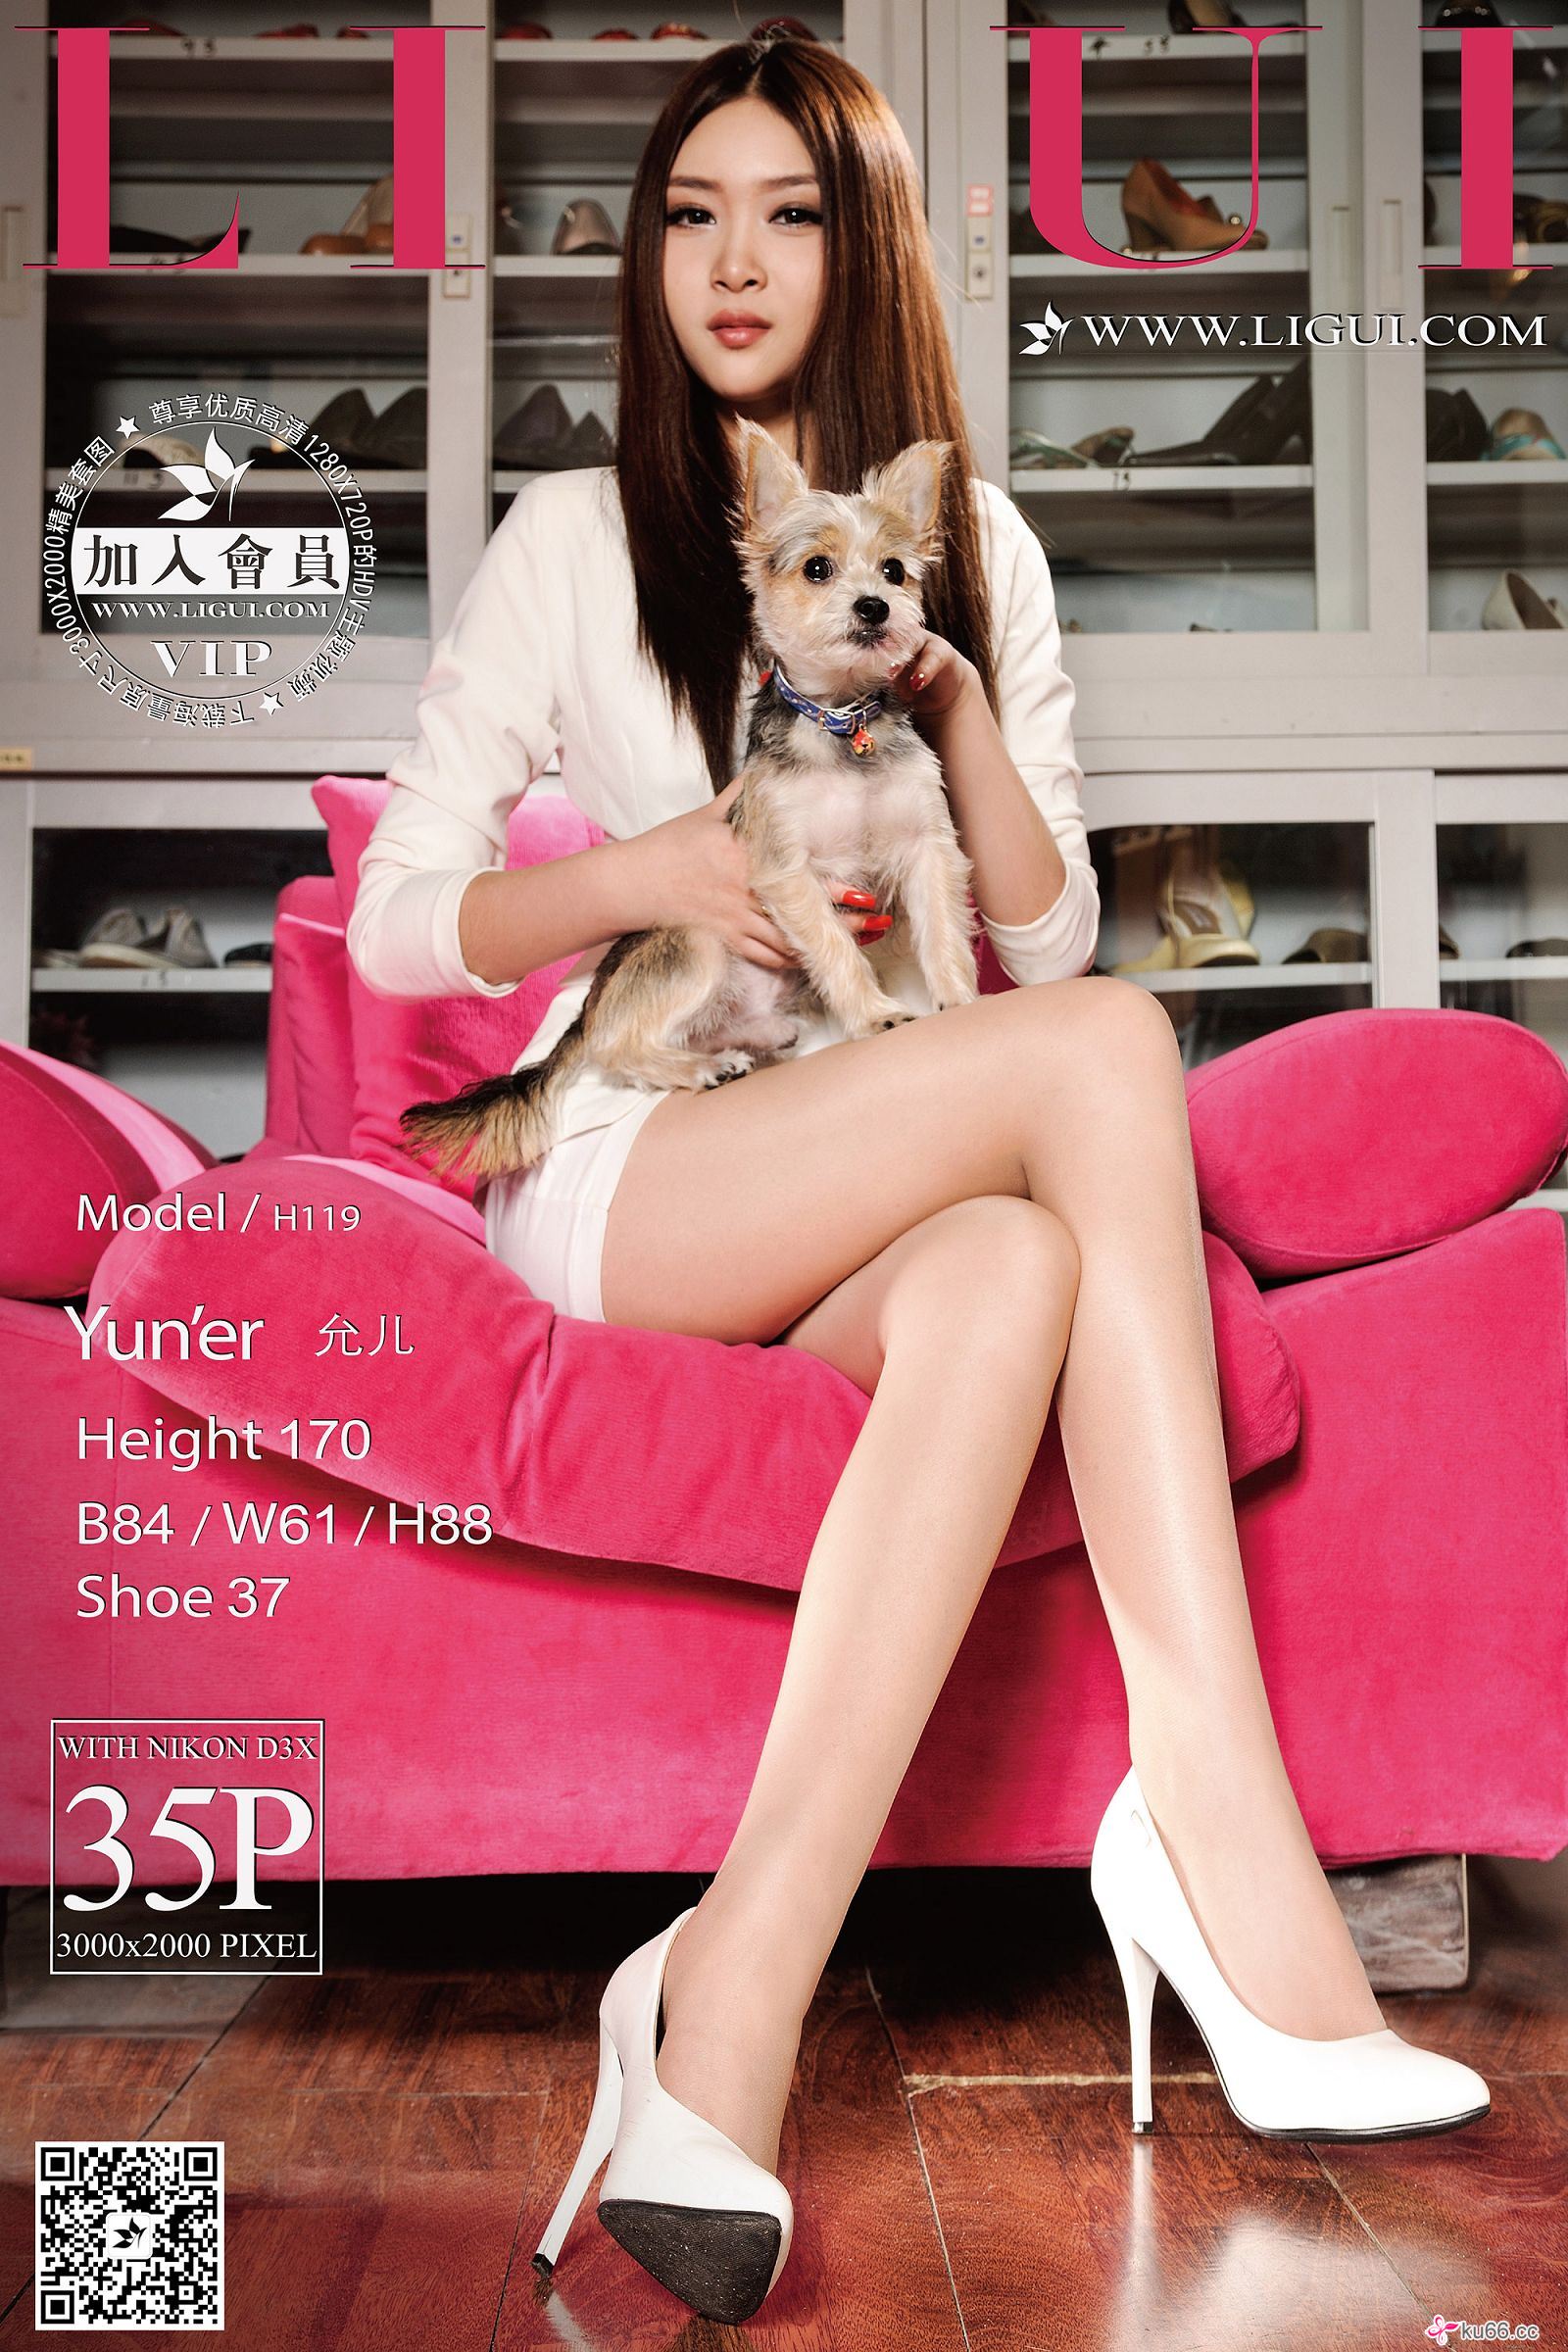 LI UI
WWW.LIGUI.COM
尊享优质高清1280X720P的HDV主题视频
下载海量原尺寸3000X2000精美套图
加入會員
WWW.LIGUI.COM
VIP
Model / H119
Yun'er 允儿
Height 170
B84 / W61 / H88
Shoe 37
WITH NIKON D3X
35P
3000x2000 PIXEL
ku66.cc